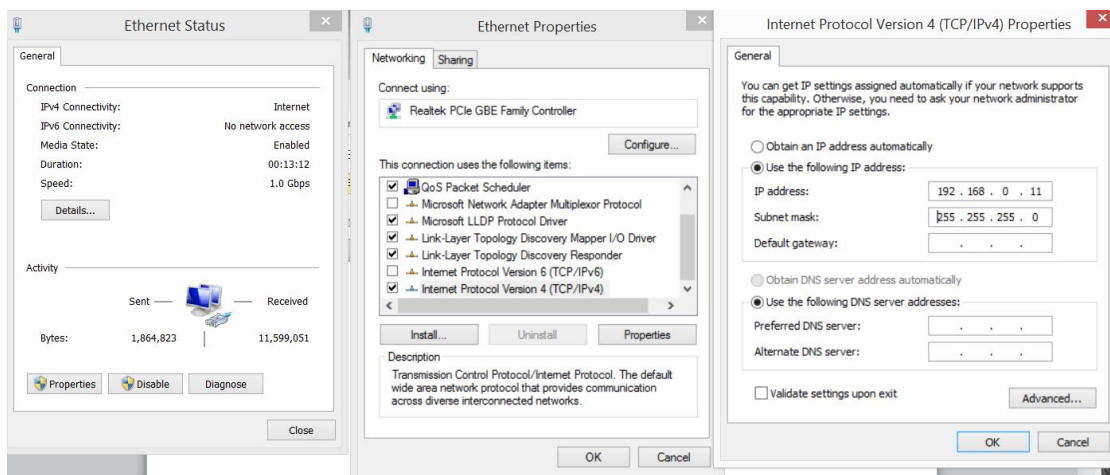 Ethernet Status
General
Connection
IPv4 Connectivity: Internet
IPv6 Connectivity: No network access
Media State: Enabled
Duration: 00:13:12
Speed: 1.0 Gbps
Details...
Activity
Sent Received
Bytes: 1,864,823 11,599,051
Properties Disable Diagnose
Close
Ethernet Properties
Networking Sharing
Connect using:
Realtek PCIe GBE Family Controller
Configure...
This connection uses the following items:
QoS Packet Scheduler
Microsoft Network Adapter Multiplexor Protocol
Microsoft LLDP Protocol Driver
Link-Layer Topology Discovery Mapper I/O Driver
Link-Layer Topology Discovery Responder
Internet Protocol Version 6 (TCP/IPv6)
Internet Protocol Version 4 (TCP/IPv4)
Install... Uninstall Properties
Description
Transmission Control Protocol/Internet Protocol. The default
wide area network protocol that provides communication
across diverse interconnected networks.
OK Cancel
Internet Protocol Version 4 (TCP/IPv4) Properties
General
You can get IP settings assigned automatically if your network supports
this capability. Otherwise, you need to ask your network administrator
for the appropriate IP settings.
Obtain an IP address automatically
Use the following IP address:
IP address: 192 . 168 . 0 . 11
Subnet mask: 255 . 255 . 255 . 0
Default gateway: . . .
Obtain DNS server address automatically
Use the following DNS server addresses:
Preferred DNS server: . . .
Alternate DNS server: . . .
Validate settings upon exit
Advanced...
OK Cancel